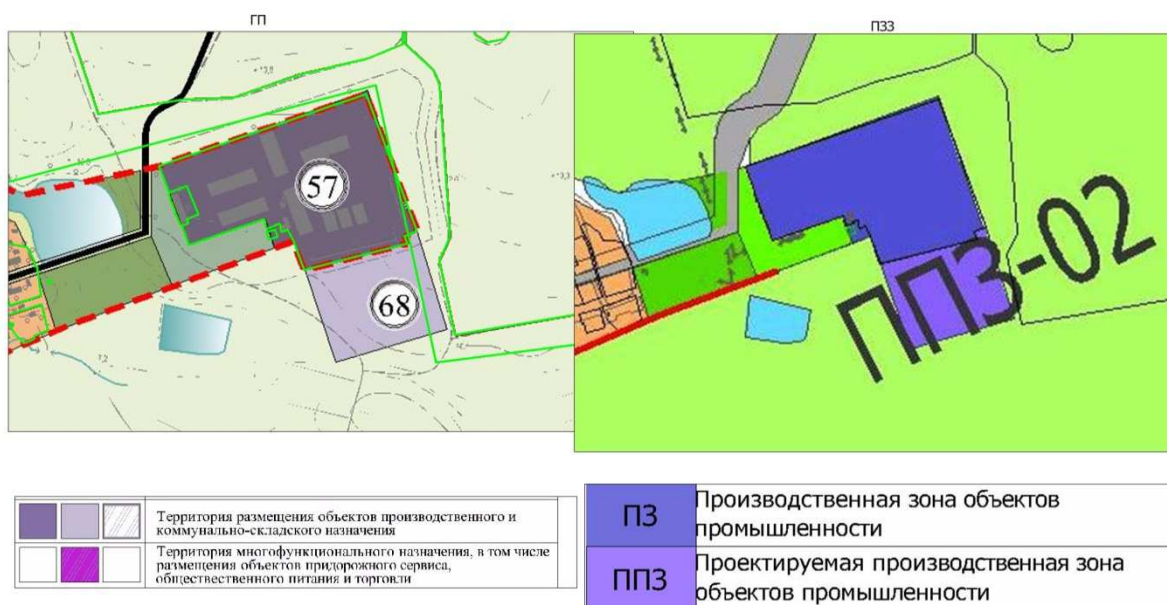 ГП
ПЗЗ
57
68
ППЗ-02
Территория размещения объектов производственного и
коммунально-складского назначения
Территория многофункционального назначения, в том числе
размещения объектов придорожного сервиса,
общественного питания и торговли
ПЗ
Производственная зона объектов
промышленности
ППЗ
Проектируемая производственная зона
объектов промышленности